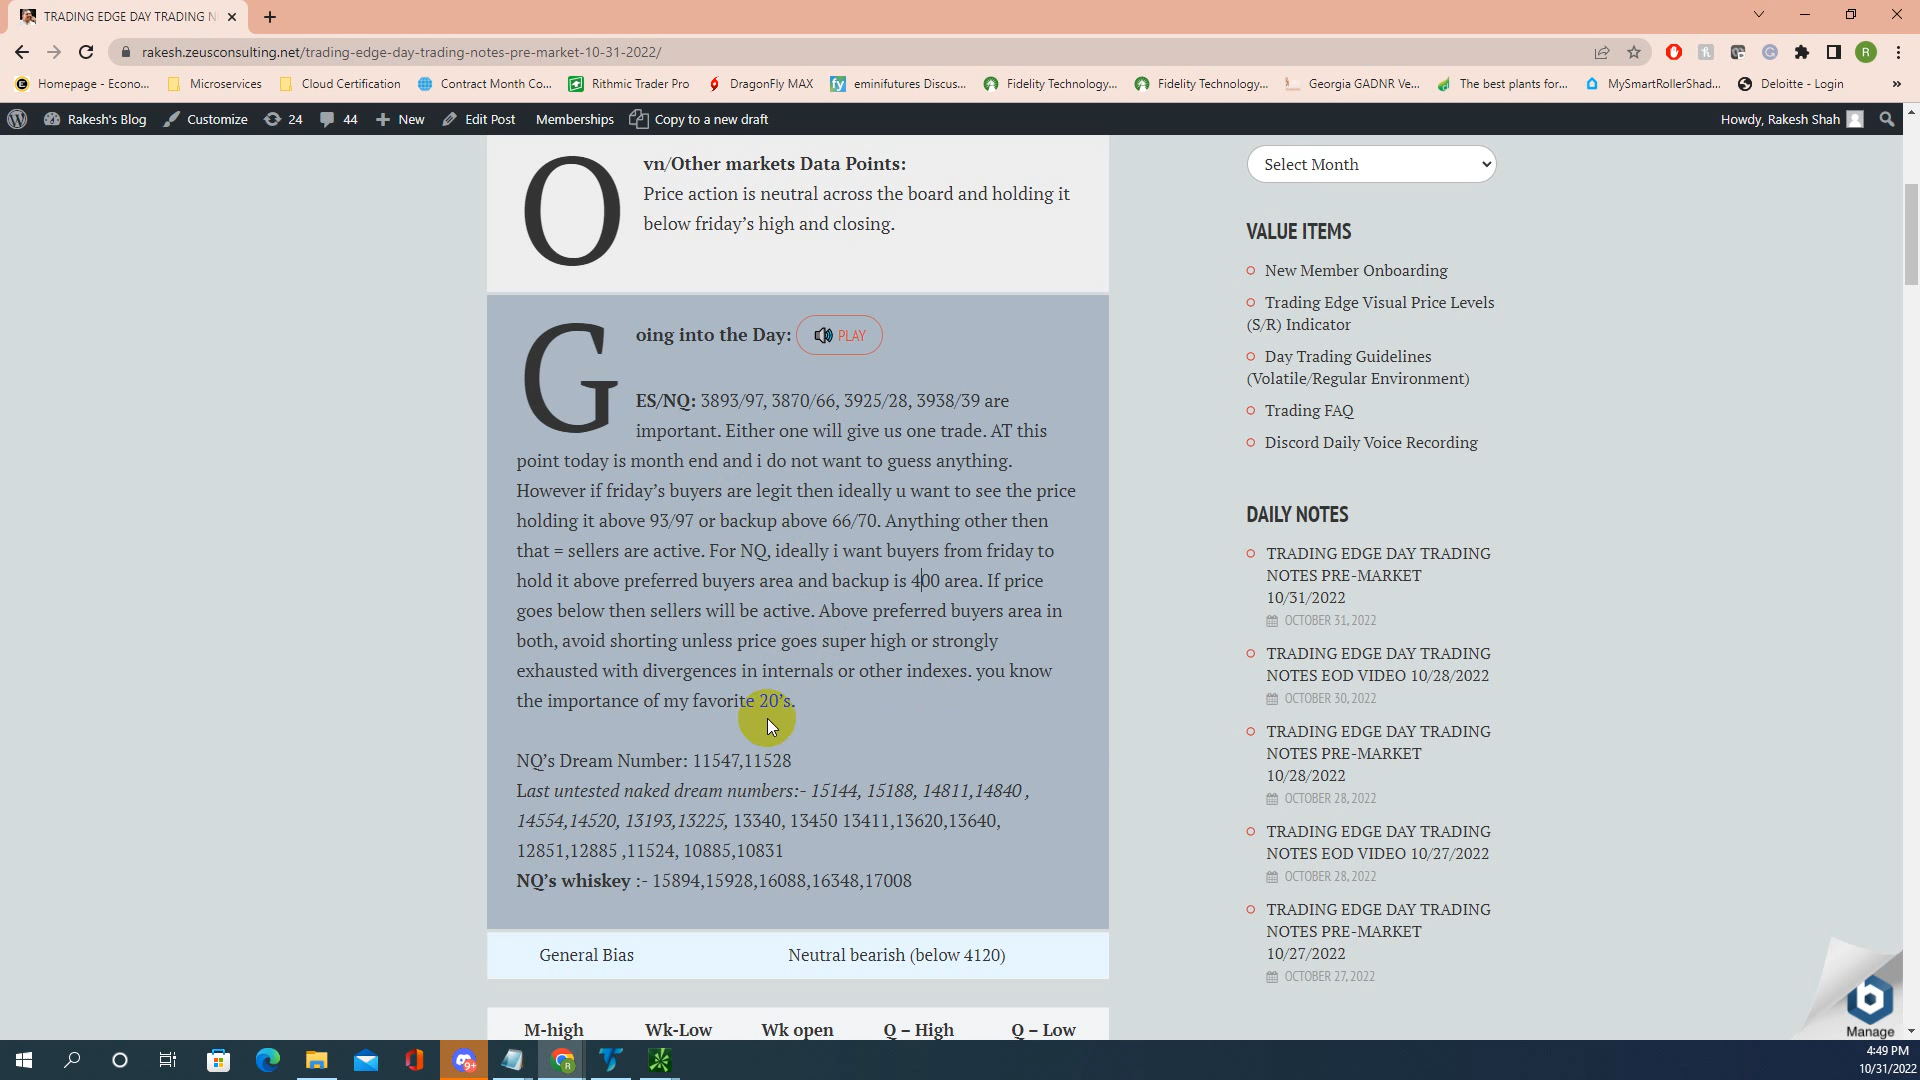 TRADING EDGE DAY TRADING N
rakesh.zeusconsulting.net/trading-edge-day-trading-notes-pre-market-10-31-2022/
R
Homepage - Econo...
Microservices
Cloud Certification
Contract Month Co...
Rithmic Trader Pro
DragonFly MAX
fy
eminifutures Discus...
Fidelity Technology...
Fidelity Technology...
Georgia GADNR Ve...
The best plants for...
MySmartRollerShad...
Deloitte - Login
»
Rakesh's Blog
Customize
24
44
New
Edit Post
Memberships
Copy to a new draft
Howdy, Rakesh Shah
Ovn/Other markets Data Points:
Price action is neutral across the board and holding it
below friday's high and closing.
Going into the Day:
PLAY
ES/NQ: 3893/97, 3870/66, 3925/28, 3938/39 are
important. Either one will give us one trade. AT this
point today is month end and i do not want to guess anything.
However if friday's buyers are legit then ideally u want to see the price
holding it above 93/97 or backup above 66/70. Anything other then
that = sellers are active. For NQ, ideally i want buyers from friday to
hold it above preferred buyers area and backup is 400 area. If price
goes below then sellers will be active. Above preferred buyers area in
both, avoid shorting unless price goes super high or strongly
exhausted with divergences in internals or other indexes. you know
the importance of my favorite 20's.
NQ's Dream Number: 11547,11528
Last untested naked dream numbers:- 15144, 15188, 14811,14840 ,
14554,14520, 13193,13225, 13340, 13450 13411,13620,13640,
12851,12885 ,11524, 10885,10831
NQ's whiskey :- 15894,15928,16088,16348,17008
General Bias
Neutral bearish (below 4120)
M-high
Wk-Low
Wk open
Q – High
Q – Low
Select Month
VALUE ITEMS
New Member Onboarding
Trading Edge Visual Price Levels
(S/R) Indicator
Day Trading Guidelines
(Volatile/Regular Environment)
Trading FAQ
Discord Daily Voice Recording
DAILY NOTES
TRADING EDGE DAY TRADING
NOTES PRE-MARKET
10/31/2022
OCTOBER 31, 2022
TRADING EDGE DAY TRADING
NOTES EOD VIDEO 10/28/2022
OCTOBER 30, 2022
TRADING EDGE DAY TRADING
NOTES PRE-MARKET
10/28/2022
OCTOBER 28, 2022
TRADING EDGE DAY TRADING
NOTES EOD VIDEO 10/27/2022
OCTOBER 28, 2022
TRADING EDGE DAY TRADING
NOTES PRE-MARKET
10/27/2022
OCTOBER 27, 2022
b
Manage
9+
4:49 PM
10/31/2022